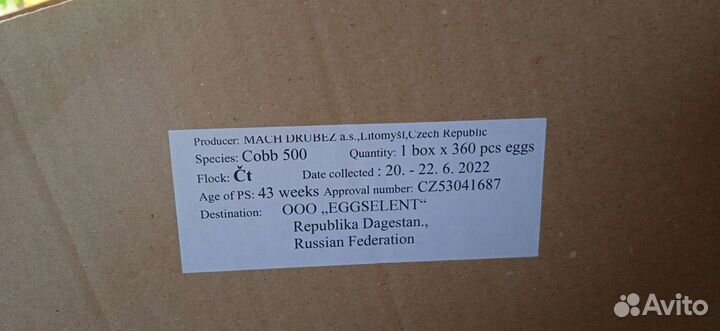 Producer: MACH DRŮBEŽ a.s.,Litomyšl,Czech Republic
Species: Cobb 500 Quantity: 1 box x 360 pcs eggs
Flock: Čt Date collected : 20. - 22. 6. 2022
Age of PS: 43 weeks Approval number: CZ53041687
Destination: OOO „EGGSELENT“
Republika Dagestan.,
Russian Federation
Avito